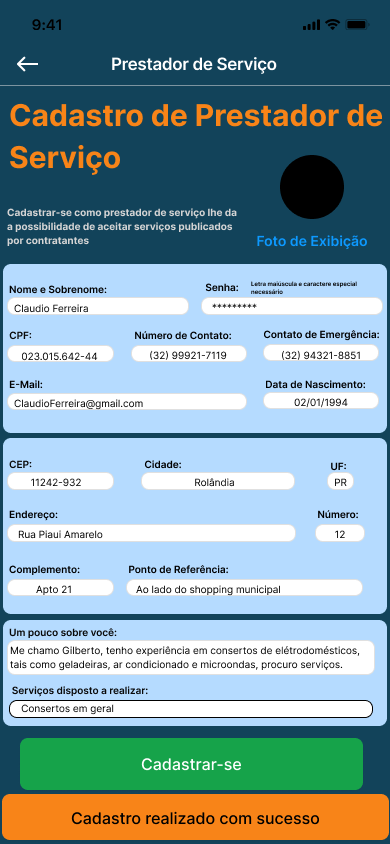 9:41
Prestador de Serviço
Cadastro de Prestador de
Serviço
Cadastrar-se como prestador de serviço lhe da
a possibilidade de aceitar serviços publicados
por contratantes
Foto de Exibição
Nome e Sobrenome:
Senha:
Letra maiúscula e caractere especial
necessário
Claudio Ferreira
*********
CPF:
Número de Contato:
Contato de Emergência:
023.015.642-44
(32) 99921-7119
(32) 94321-8851
E-Mail:
Data de Nascimento:
ClaudioFerreira@gmail.com
02/01/1994
CEP:
Cidade:
UF:
11242-932
Rolândia
PR
Endereço:
Número:
Rua Piaui Amarelo
12
Complemento:
Ponto de Referência:
Apto 21
Ao lado do shopping municipal
Um pouco sobre você:
Me chamo Gilberto, tenho experiência em consertos de elétrodomésticos,
tais como geladeiras, ar condicionado e microondas, procuro serviços.
Serviços disposto a realizar:
Consertos em geral
Cadastrar-se
Cadastro realizado com sucesso